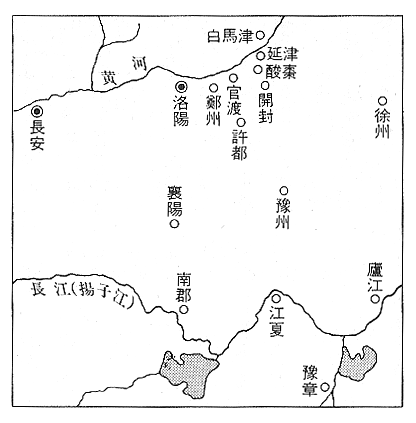 白馬津
延津
酸棗
黄河
官渡
開封
洛陽
鄭州
許都
徐州
長安
襄陽
豫州
廬江
長江(揚子江)
南郡
江夏
豫章